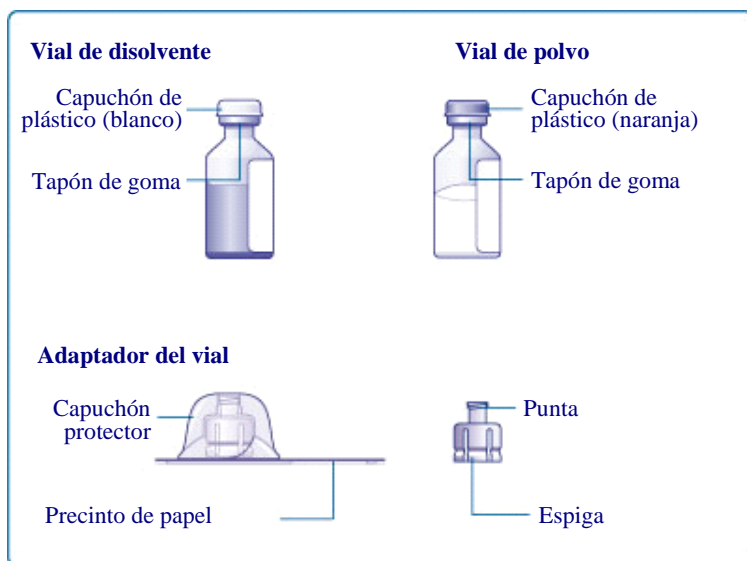 Vial de disolvente
Capuchón de
plástico (blanco)
Tapón de goma
Vial de polvo
Capuchón de
plástico (naranja)
Tapón de goma
Adaptador del vial
Capuchón
protector
Precinto de papel
Punta
Espiga